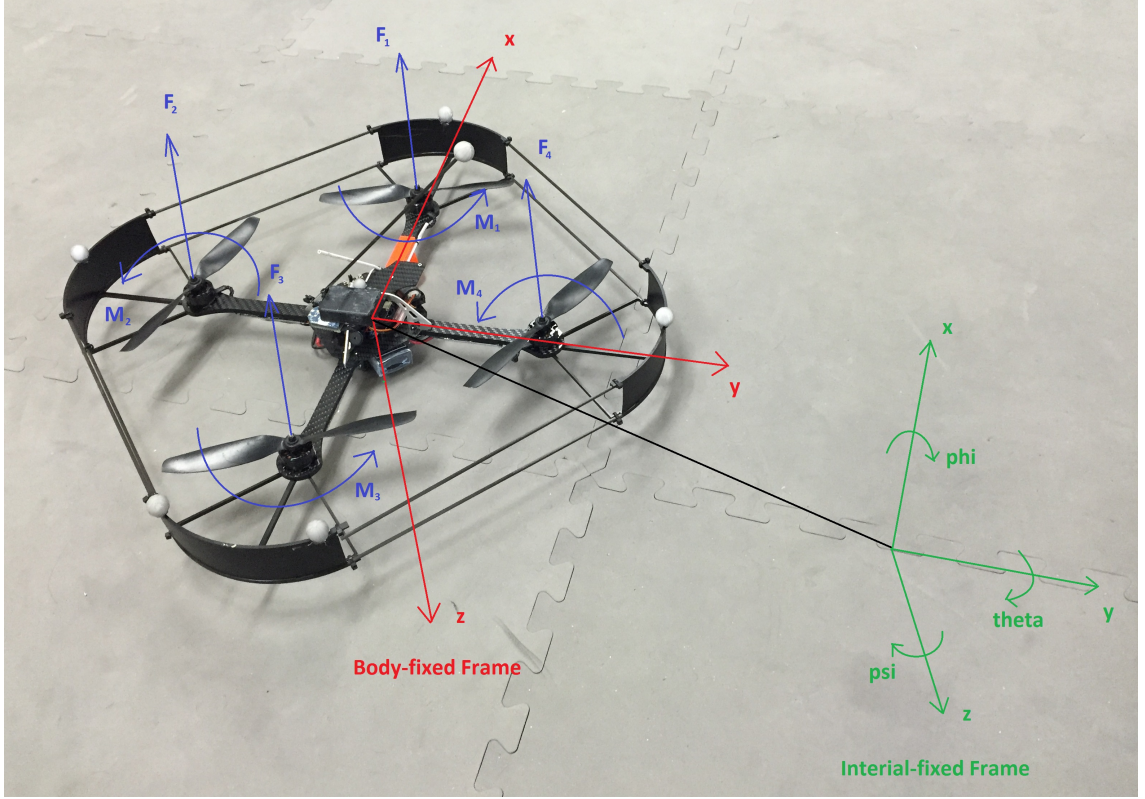 F1
x
F2
F4
M1
F3
M4
M2
x
y
phi
M3
theta
y
z
psi
Body-fixed Frame
z
Interial-fixed Frame